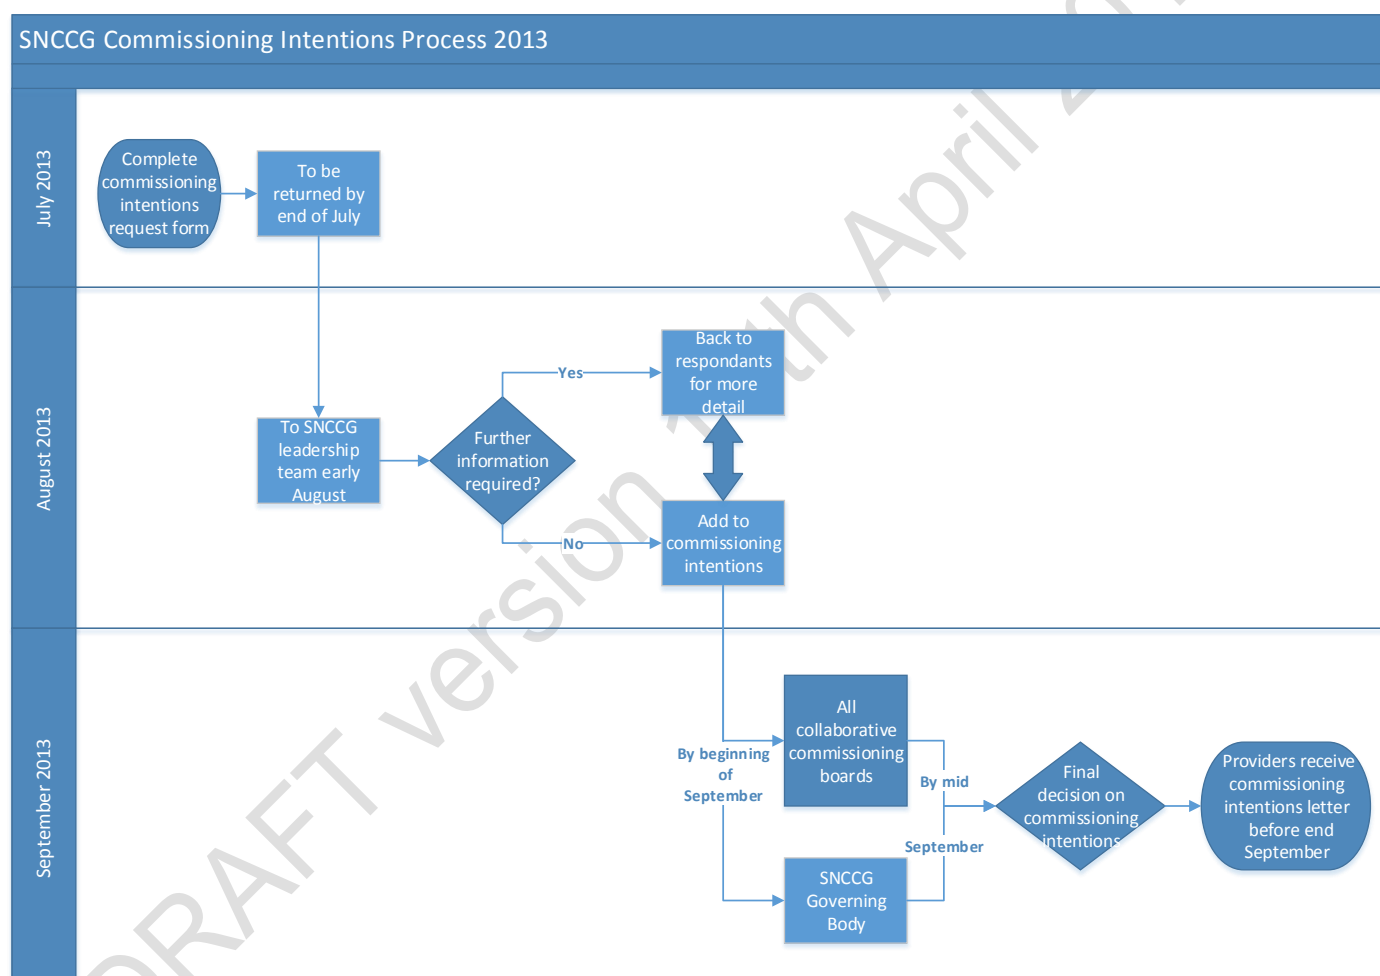 SNCCG Commissioning Intentions Process 2013
July 2013
Complete
commissioning
intentions
request form
To be
returned by
end of July
August 2013
To SNCCG
leadership
team early
August
Further
information
required?
Yes
No
Back to
respondants
for more
detail
Add to
commissioning
intentions
September 2013
By beginning
of
September
All
collaborative
commissioning
boards
SNCCG
Governing
Body
By mid
September
Final
decision on
commissioning
intentions
Providers receive
commissioning
intentions letter
before end
September
DRAFT version th April